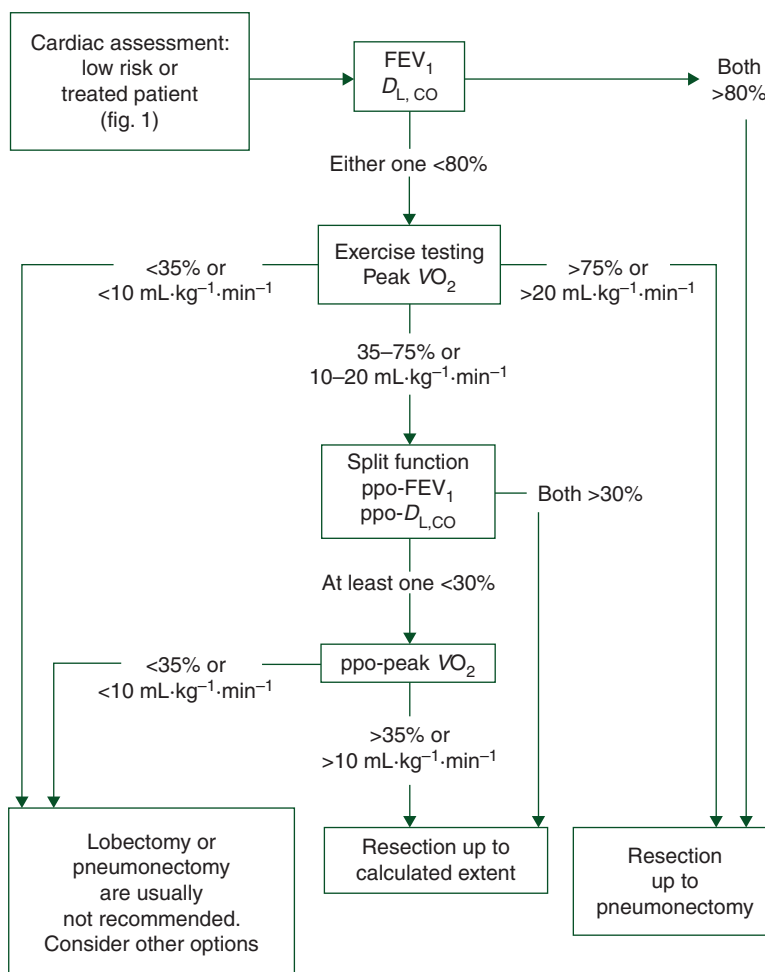 Cardiac assessment:
low risk or
treated patient
(fig. 1)
FEV₁
D_L, CO
Both
>80%
Either one <80%
<35% or
<10 mL·kg⁻¹·min⁻¹
Exercise testing
Peak VO₂
>75% or
>20 mL·kg⁻¹·min⁻¹
35–75% or
10–20 mL·kg⁻¹·min⁻¹
Split function
ppo-FEV₁
ppo-D_L,CO
Both >30%
At least one <30%
<35% or
<10 mL·kg⁻¹·min⁻¹
ppo-peak VO₂
>35% or
>10 mL·kg⁻¹·min⁻¹
Lobectomy or
pneumonectomy
are usually
not recommended.
Consider other options
Resection up to
calculated extent
Resection
up to
pneumonectomy